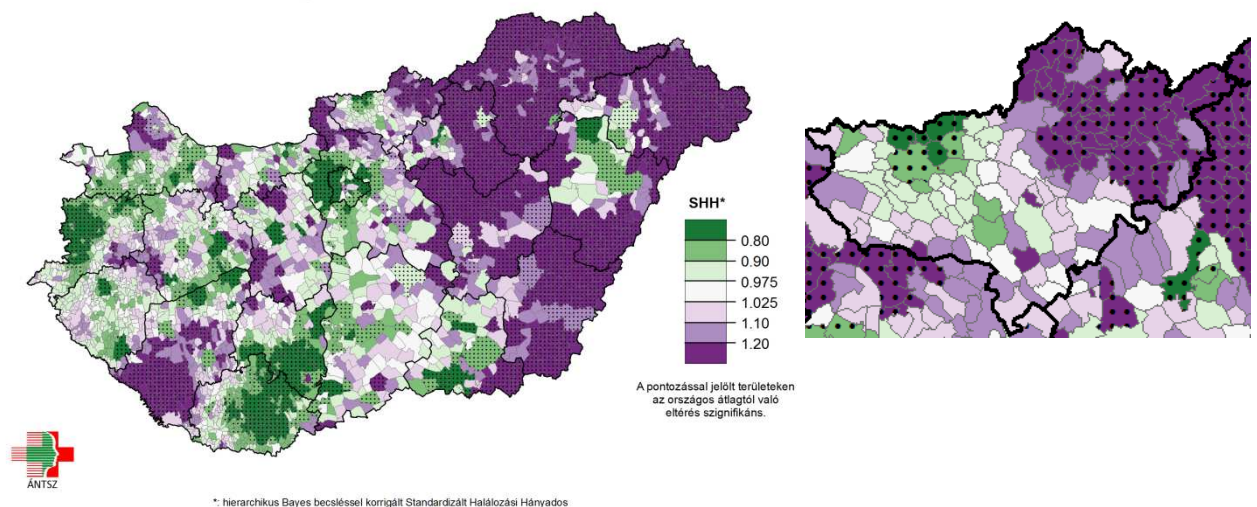 SHH*
0.80
0.90
0.975
1.025
1.10
1.20
A pontozással jelölt területeken
az országos átlagtól való
eltérés szignifikáns.
ÁNTSZ
*: hierarchikus Bayes becsléssel korrigált Standardizált Halálozási Hányados